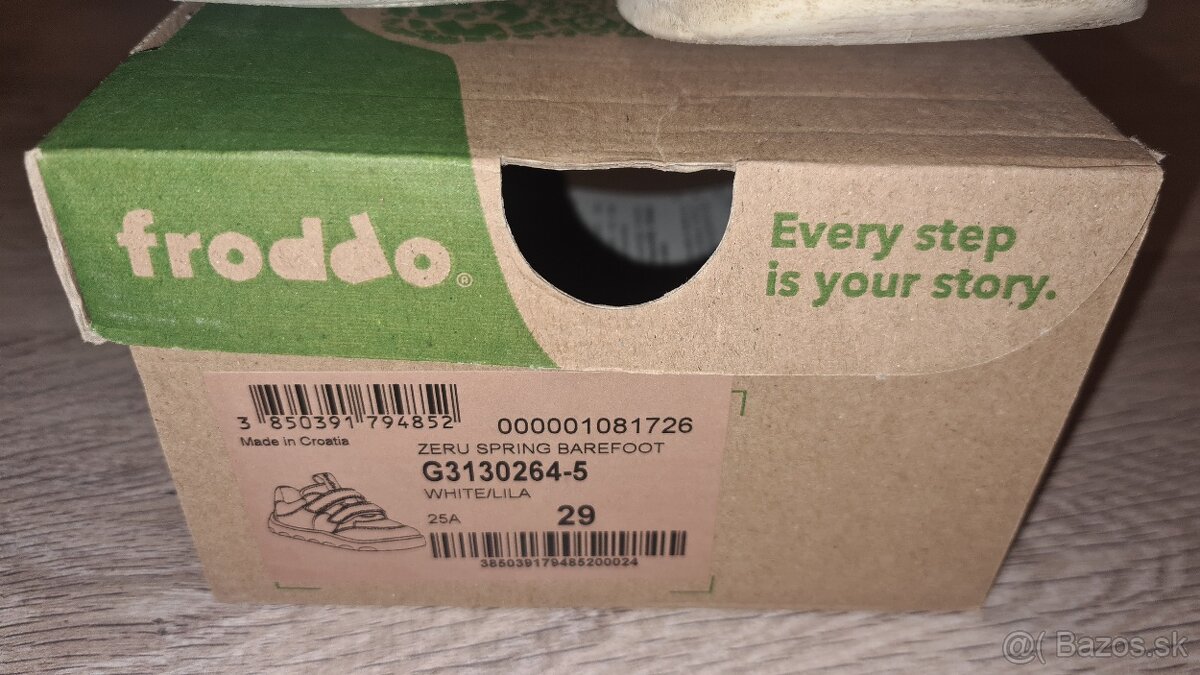 froddo®
Every step
is your story.
3 850391 794852
Made in Croatia
000001081726
ZERU SPRING BAREFOOT
G3130264-5
WHITE/LILA
25A 29
385039179485200024
@( Bazos.sk